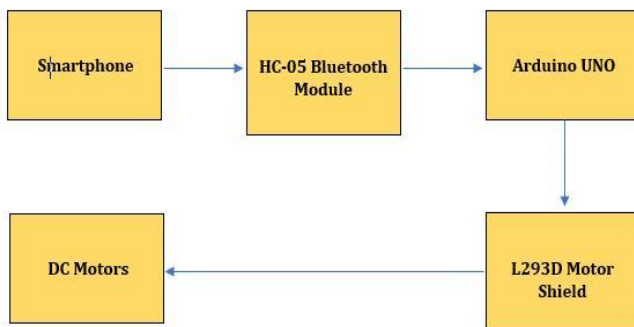 Smartphone
HC-05 Bluetooth
Module
Arduino UNO
DC Motors
L293D Motor
Shield